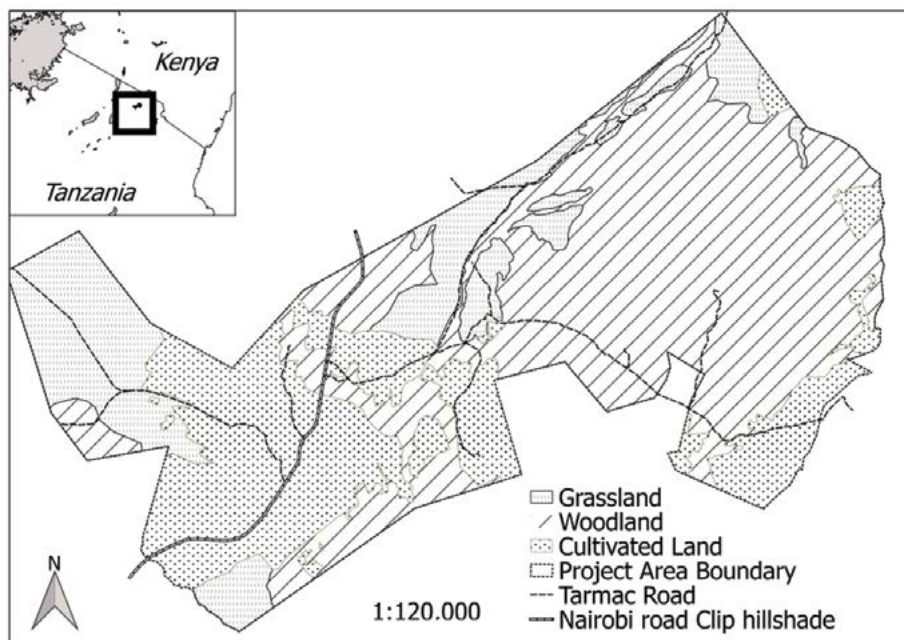 Kenya
Tanzania
Grassland
Woodland
Cultivated Land
Project Area Boundary
Tarmac Road
Nairobi road Clip hillshade
N
1:120.000